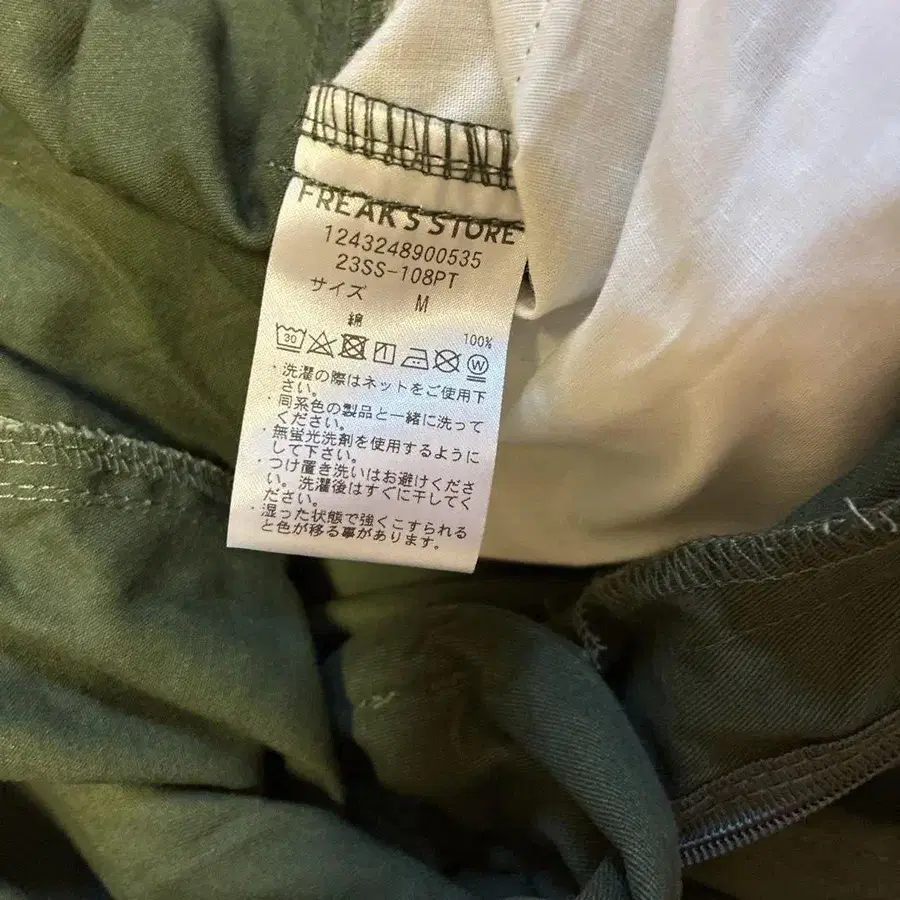 FREAK'S STORE
1243248900535
23SS-108PT
サイズ M
綿 100%
30 W
・洗濯の際はネットをご使用下
さい。
・同系色の製品と一緒に洗って
ください。
・無蛍光洗剤を使用するように
して下さい。
・つけ置き洗いはお避けくださ
い。洗濯後はすぐに干してく
ださい。
・湿った状態で強くこすられる
と色が移る事があります。